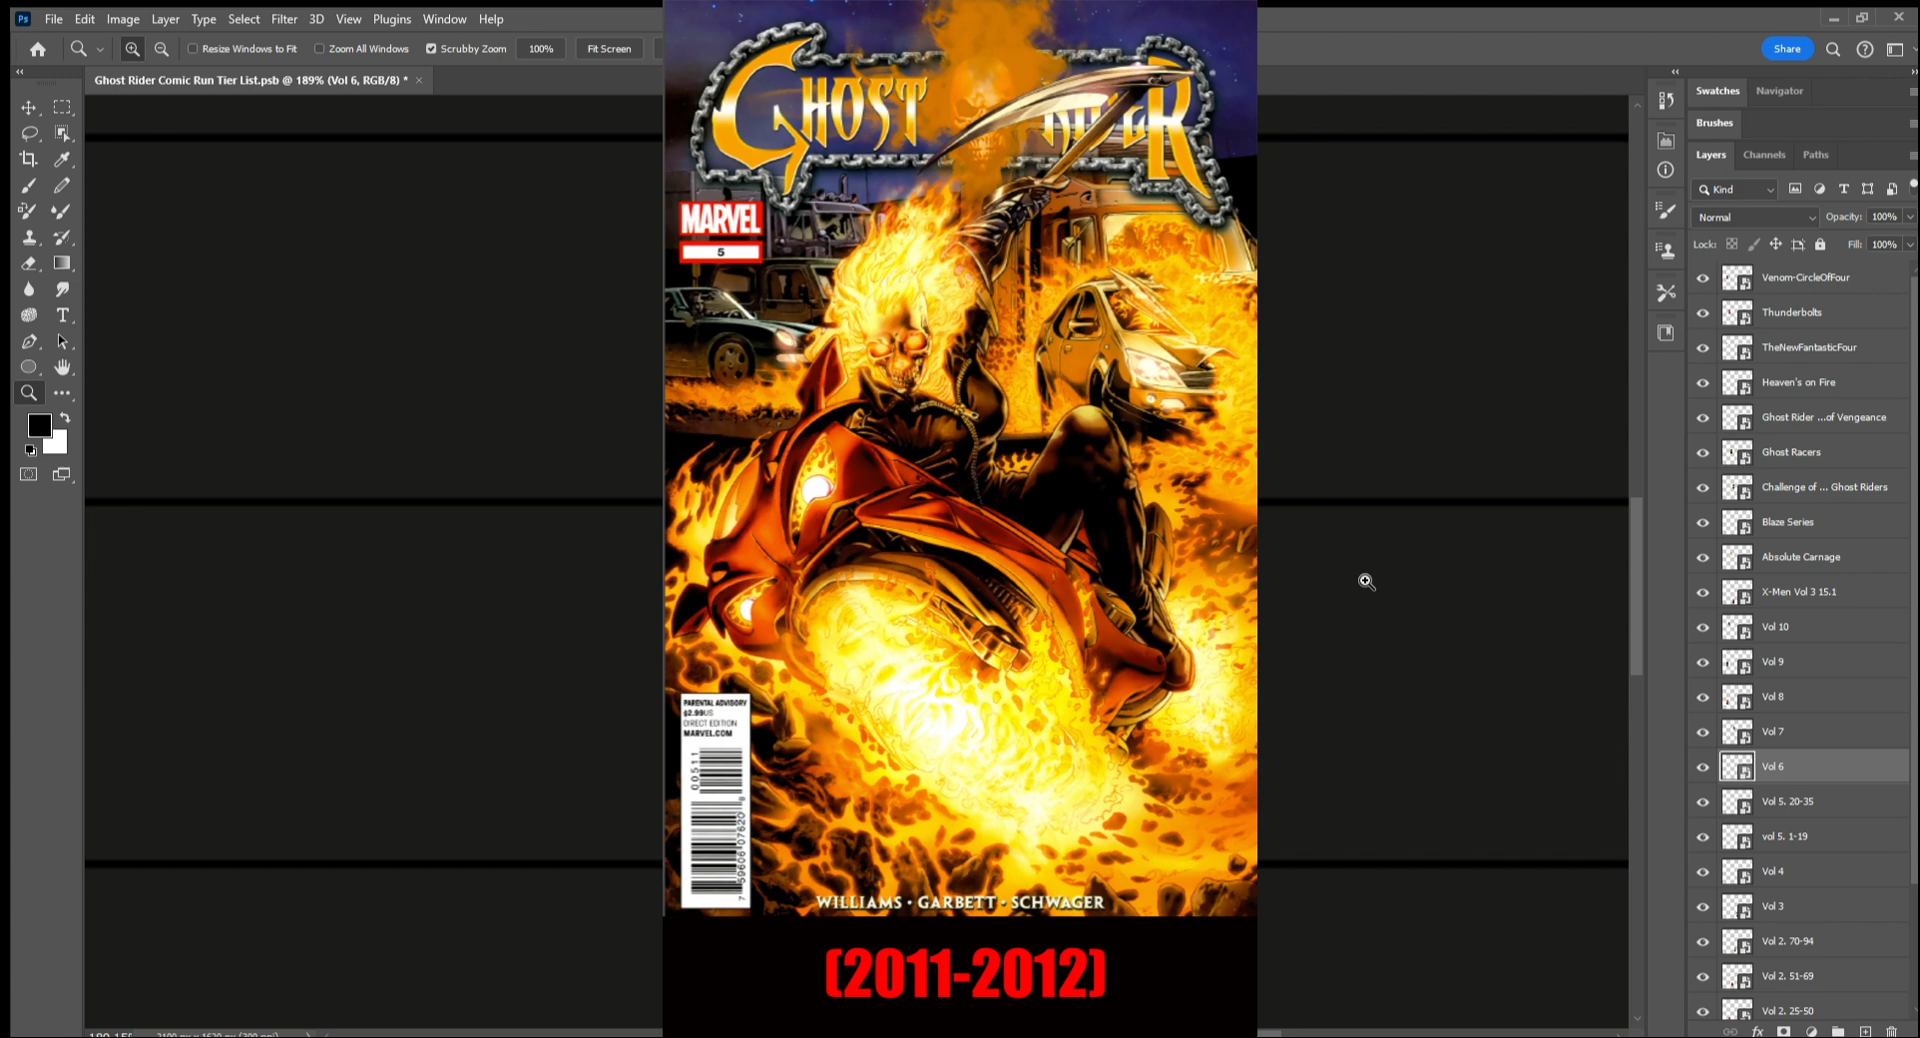 Ps File Edit Image Layer Type Select Filter 3D View Plugins Window Help
Resize Windows to Fit Zoom All Windows Scrubby Zoom 100% Fit Screen Share
Ghost Rider Comic Run Tier List.psb @ 189% (Vol 6, RGB/8) * ×
Swatches Navigator
Brushes
Layers Channels Paths
Kind
Normal Opacity: 100%
Lock: Fill: 100%
Venom-CircleOfFour
Thunderbolts
TheNewFantasticFour
Heaven's on Fire
Ghost Rider ...of Vengeance
Ghost Racers
Challenge of ... Ghost Riders
Blaze Series
Absolute Carnage
X-Men Vol 3 15.1
Vol 10
Vol 9
Vol 8
Vol 7
Vol 6
Vol 5. 20-35
vol 5. 1-19
Vol 4
Vol 3
Vol 2. 70-94
Vol 2. 51-69
Vol 2. 25-50
GHOST RIDER
MARVEL
5
PARENTAL ADVISORY
$2.99US
DIRECT EDITION
MARVEL.COM
00511
7 59606 07620
WILLIAMS • GARBETT • SCHWAGER
(2011-2012)